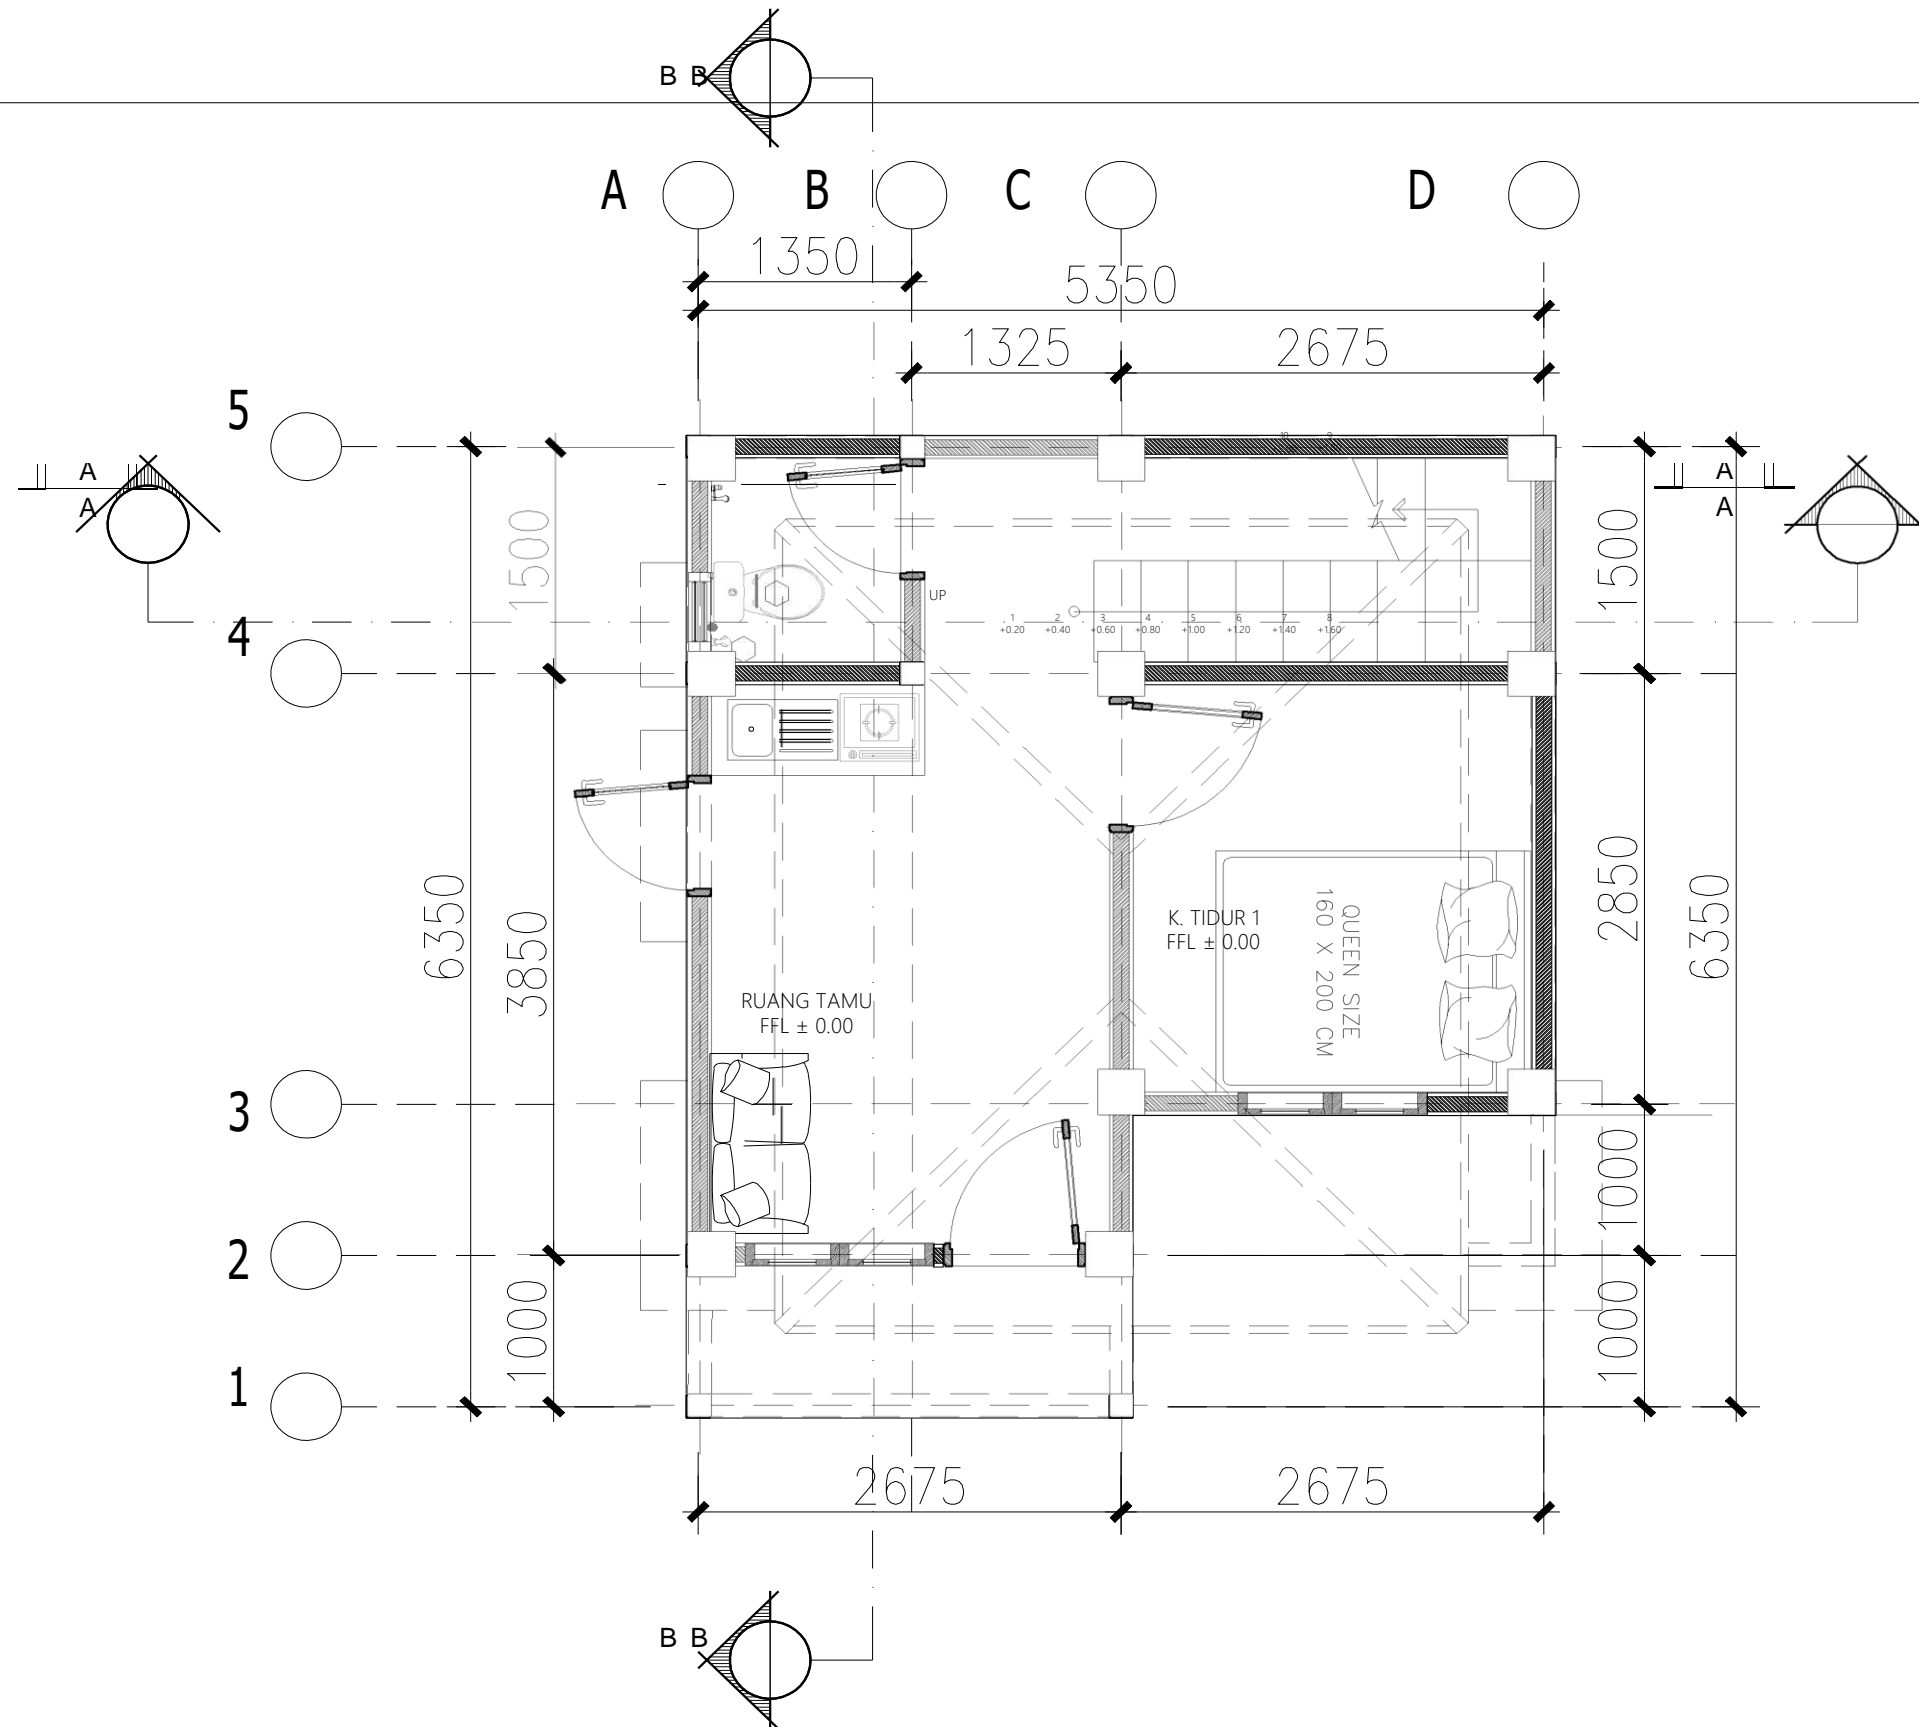 B B
A B C D
1350
5350
1325 2675
5
10 9
A A
A A
1500 1500
UP
1 2 3 4 5 6 7 8
+0.20 +0.40 +0.60 +0.80 +1.00 +1.20 +1.40 +1.60
4
6350 3850 2850 6350
K. TIDUR 1
FFL ± 0.00
QUEEN SIZE
160 X 200 CM
RUANG TAMU
FFL ± 0.00
3
1000
2
1000 1000
1
2675 2675
B B